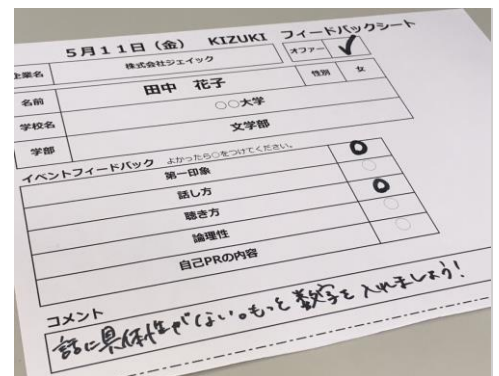 5月11日（金） KIZUKI フィードバックシート
企業名 株式会社ジェイック オファー ✓
名前 田中 花子 性別 女
学校名 ○○大学
学部 文学部
イベントフィードバック よかったら○をつけてください。
第一印象 ○
話し方 ○
聴き方 ○
論理性 ○
自己PRの内容 ○
コメント
話に具体性がない。もっと数字を入れましょう！